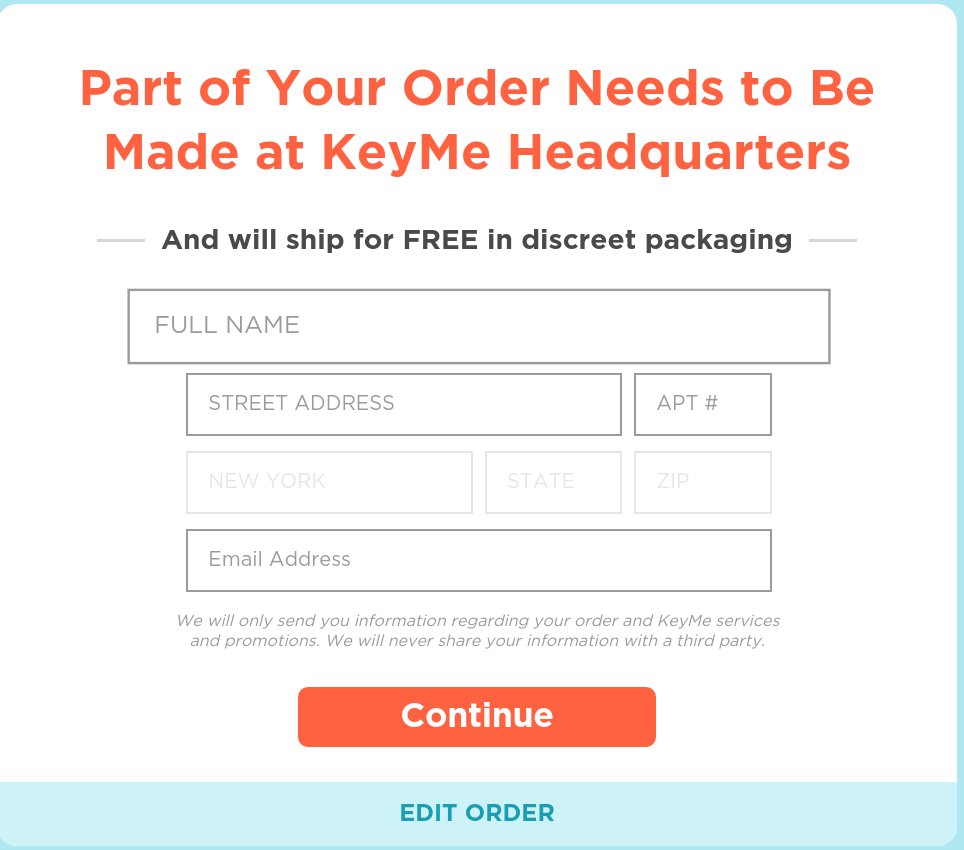 Part of Your Order Needs to Be
Made at KeyMe Headquarters
And will ship for FREE in discreet packaging
FULL NAME
STREET ADDRESS APT #
NEW YORK STATE ZIP
Email Address
We will only send you information regarding your order and KeyMe services
and promotions. We will never share your information with a third party.
Continue
EDIT ORDER